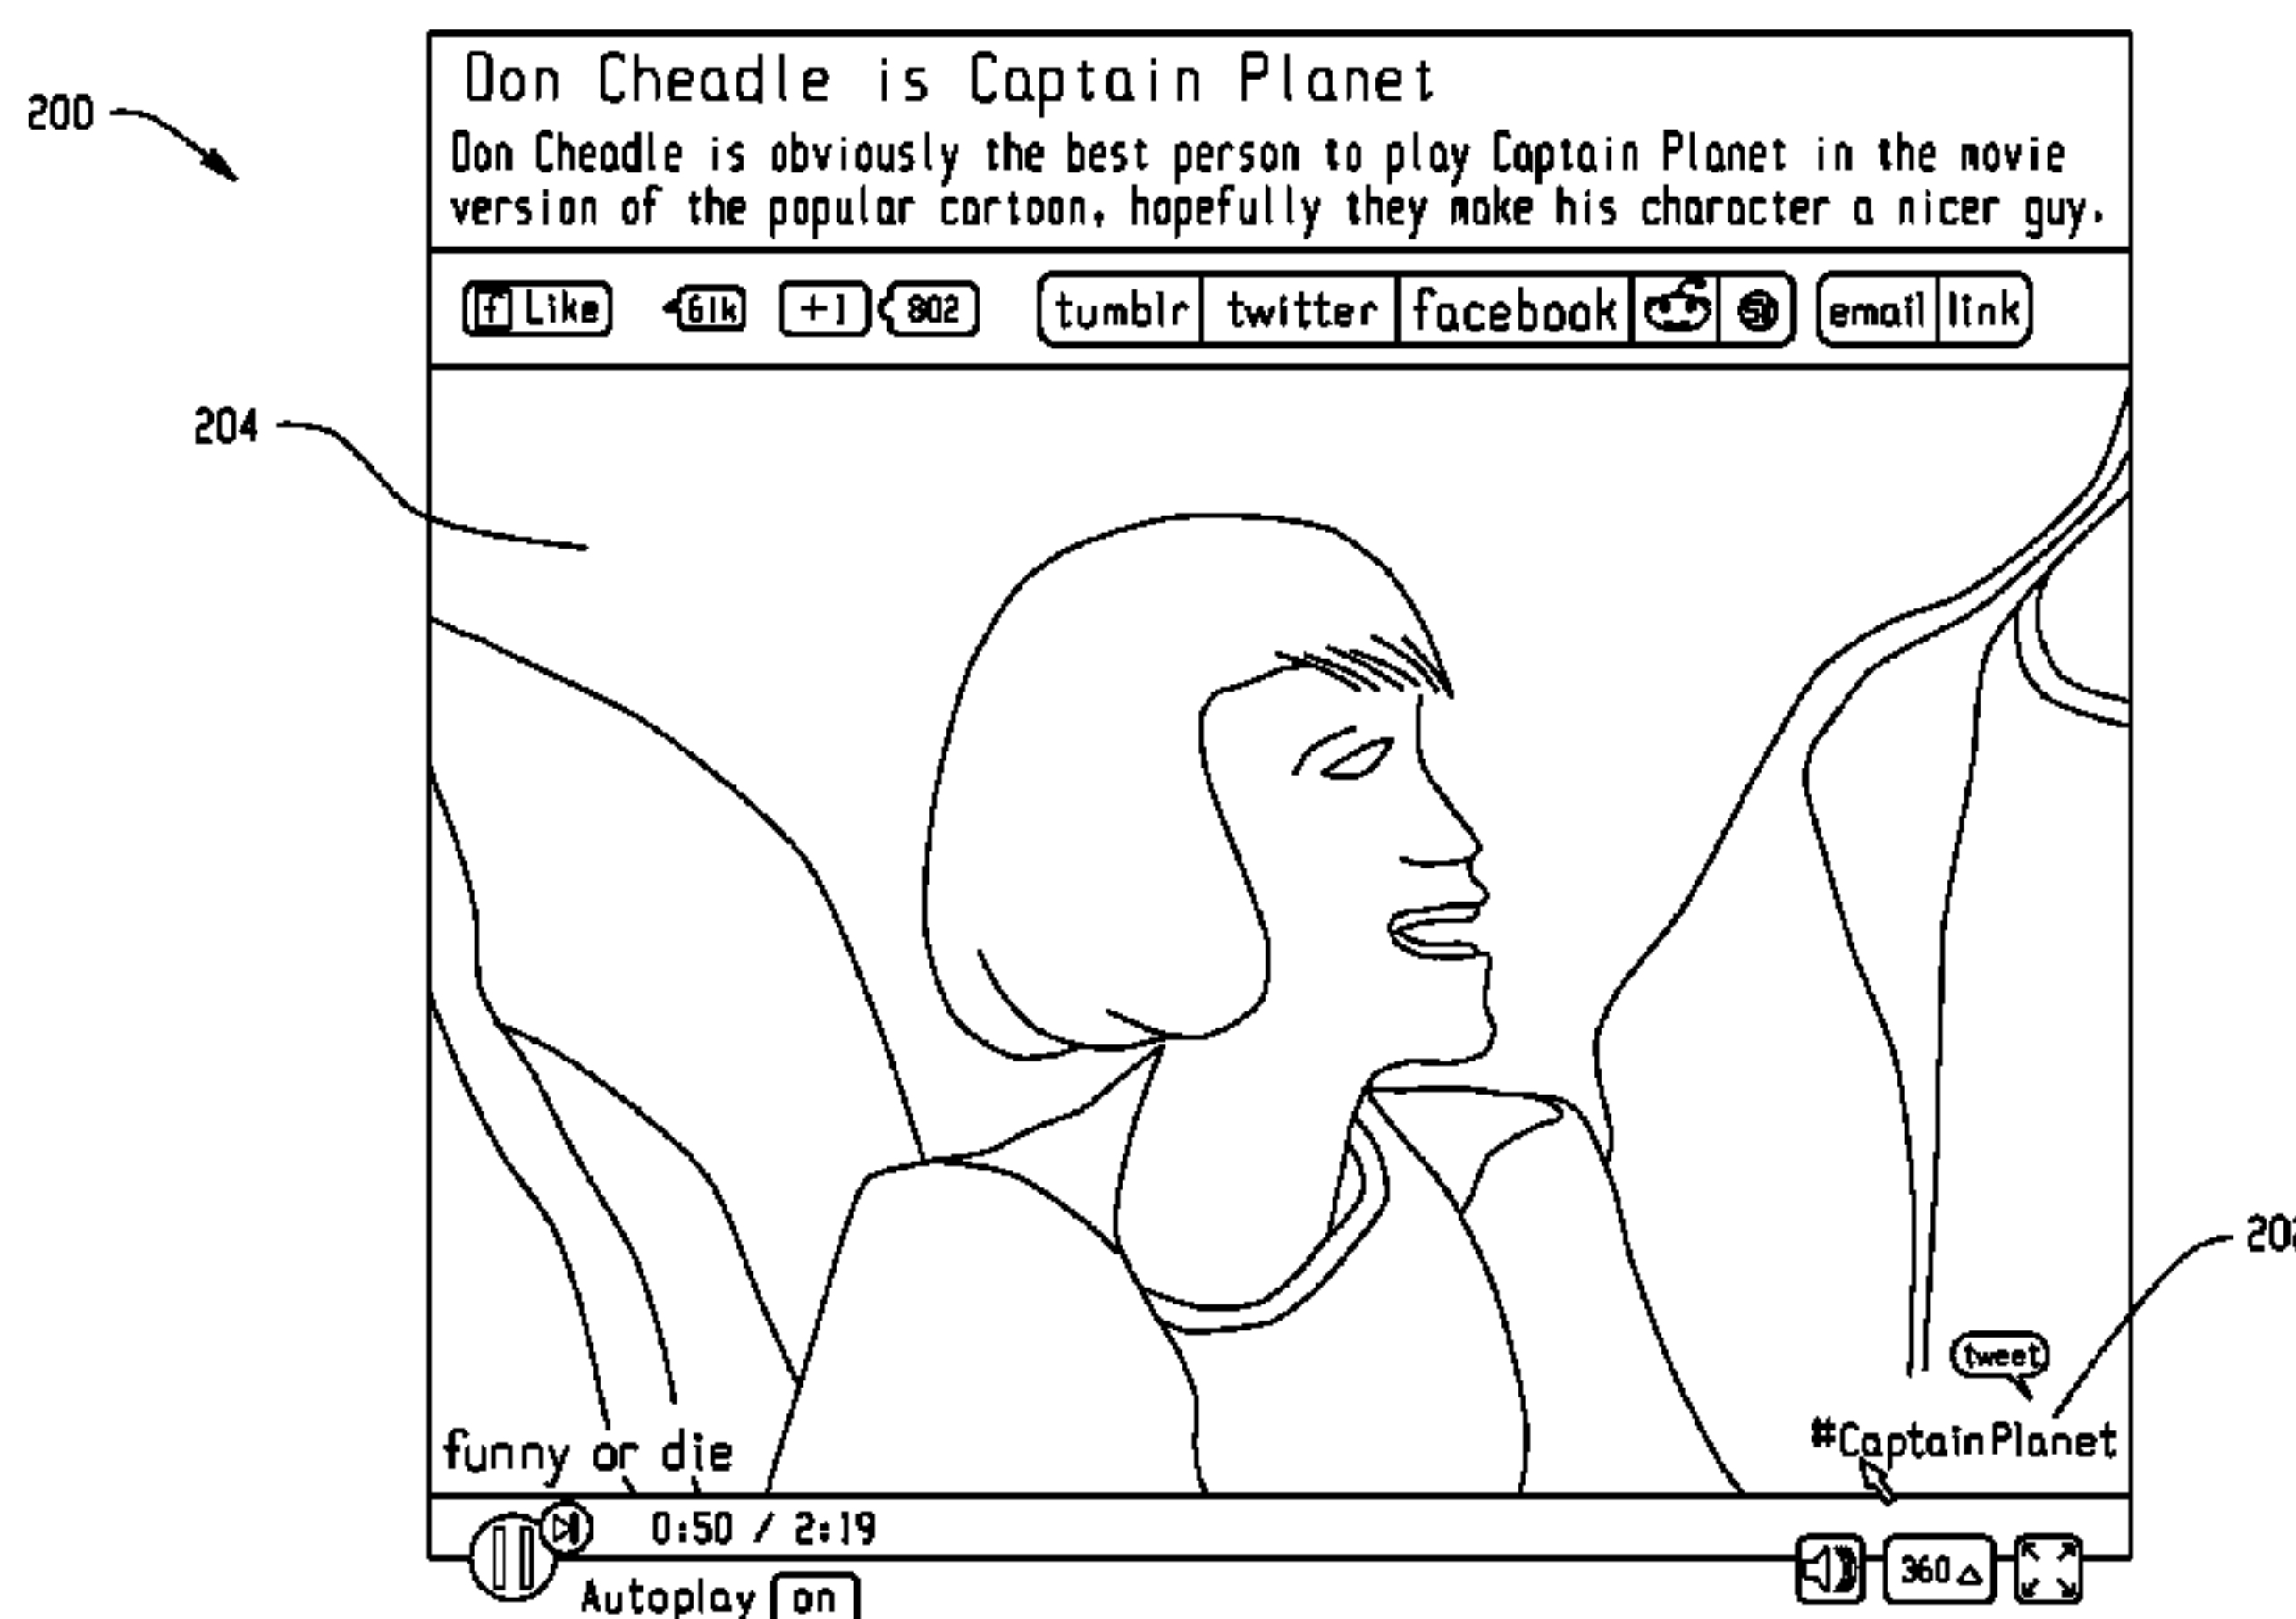 Don Cheadle is Captain Planet
200
Don Cheadle is obviously the best person to play Captain Planet in the movie
version of the popular cartoon, hopefully they make his character a nicer guy.
f Like 61k +1 802 tumblr twitter facebook email link
204
tweet
#CaptainPlanet
funny or die
0:50 / 2:19
360
Autoplay on